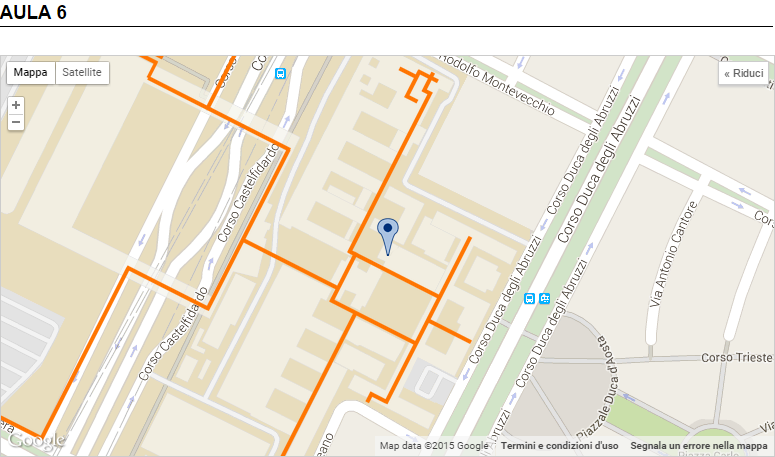 AULA 6
Mappa
Satellite
+
−
« Riduci
Rodolfo Montevecchio
Corso Castelfidardo
Corso Castelfidardo
Corso Duca degli Abruzzi
Corso Duca degli Abruzzi
Corso Duca degli Abruzzi
Corso Duca degli Abruzzi
Via Antonio Cantore
Corso Trieste
Piazzale Duca d'Aosta
Google
Map data ©2015 Google
Termini e condizioni d'uso
Segnala un errore nella mappa